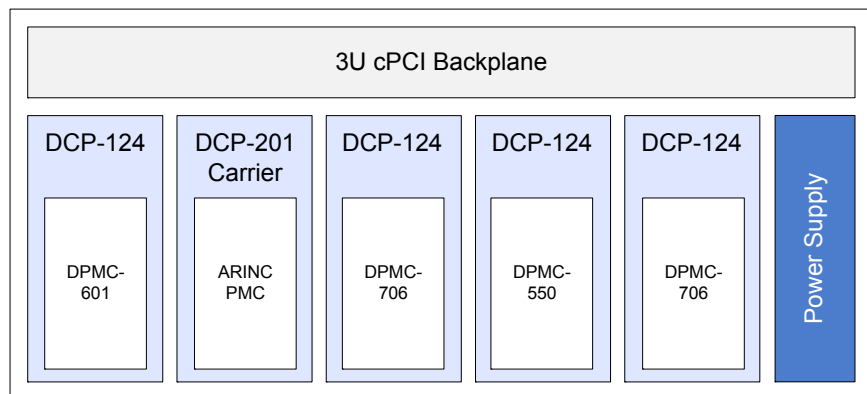 3U cPCI Backplane
DCP-124
DPMC-
601
DCP-201
Carrier
ARINC
PMC
DCP-124
DPMC-
706
DCP-124
DPMC-
550
DCP-124
DPMC-
706
Power Supply